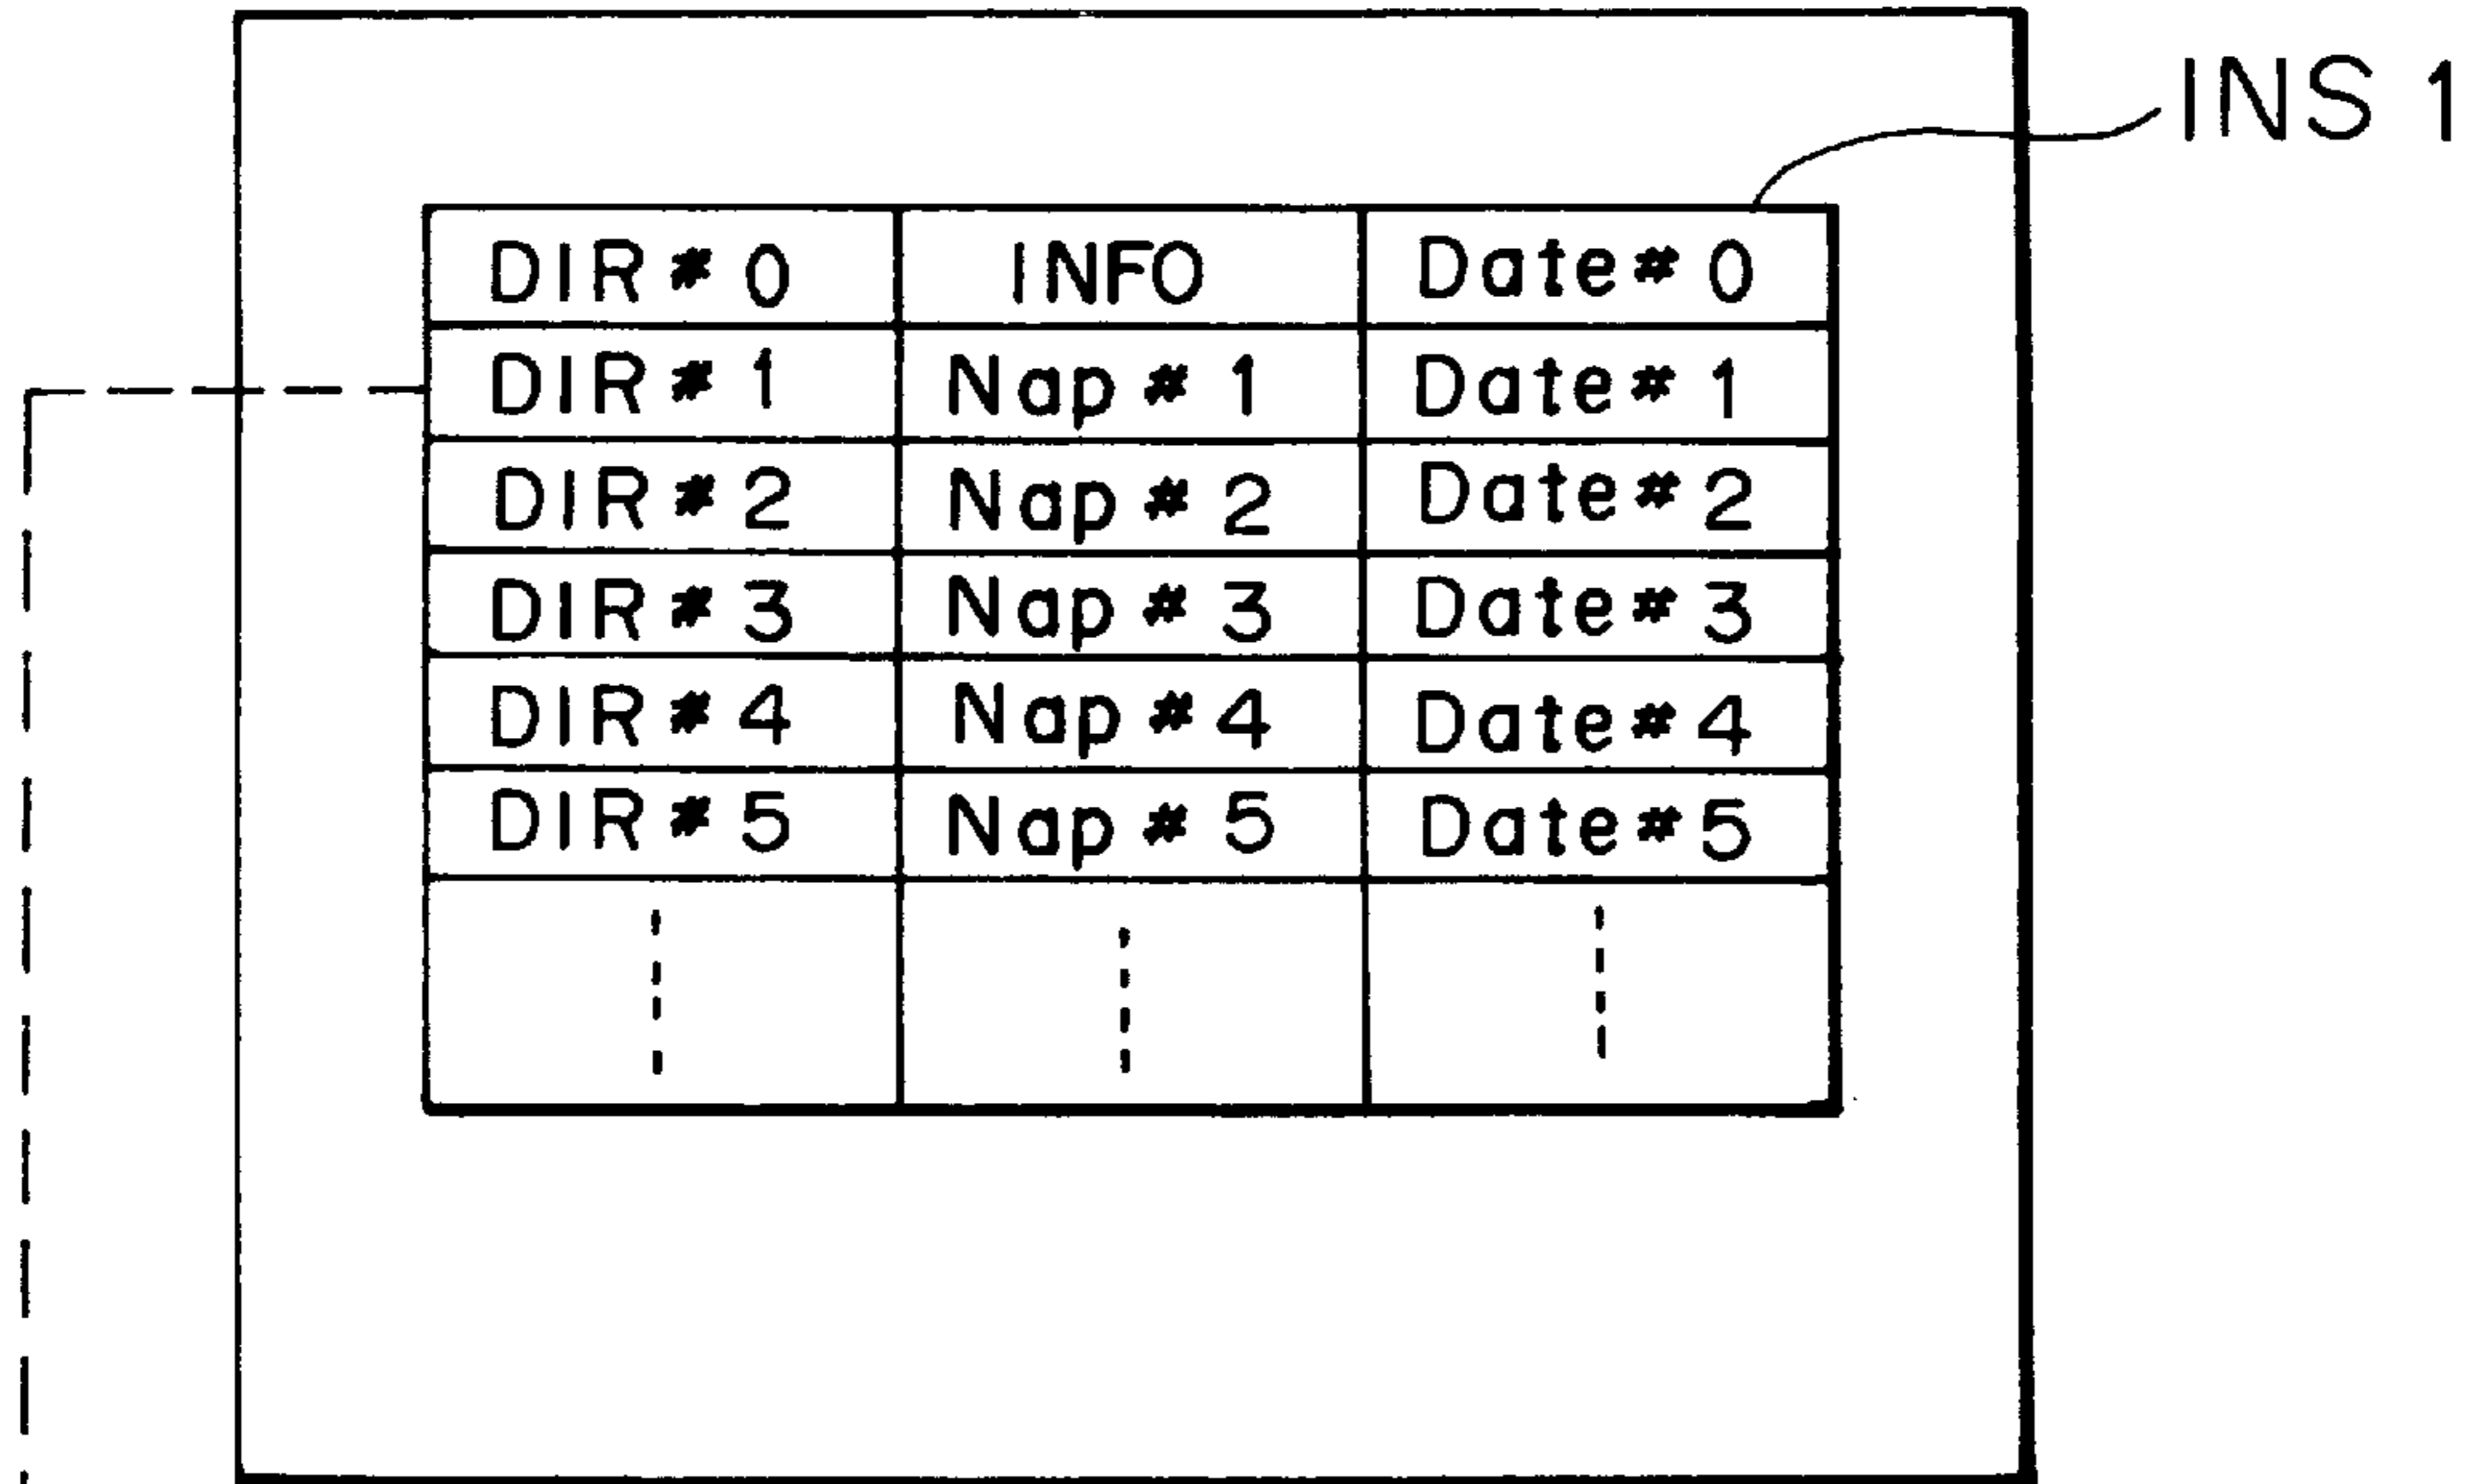 INS 1
DIR # 0 INFO Date # 0
DIR # 1 Nap # 1 Date # 1
DIR # 2 Nap # 2 Date # 2
DIR # 3 Nap # 3 Date # 3
DIR # 4 Nap # 4 Date # 4
DIR # 5 Nap # 5 Date # 5